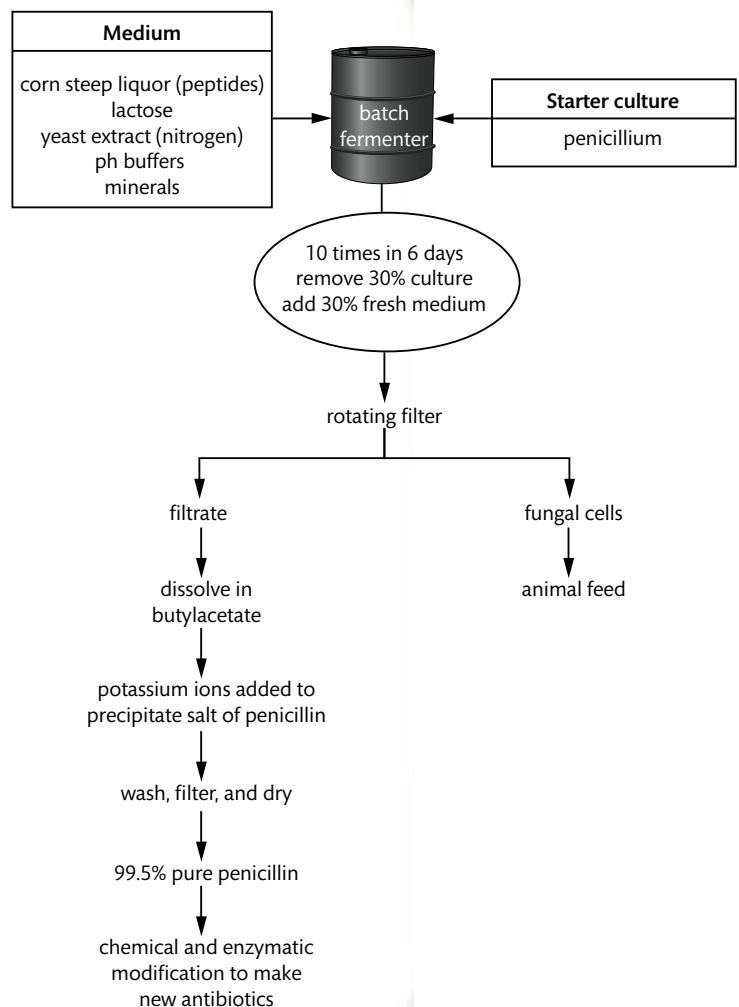 Medium
corn steep liquor (peptides)
lactose
yeast extract (nitrogen)
ph buffers
minerals
batch
fermenter
Starter culture
penicillium
10 times in 6 days
remove 30% culture
add 30% fresh medium
rotating filter
filtrate
fungal cells
dissolve in
butylacetate
animal feed
potassium ions added to
precipitate salt of penicillin
wash, filter, and dry
99.5% pure penicillin
chemical and enzymatic
modification to make
new antibiotics